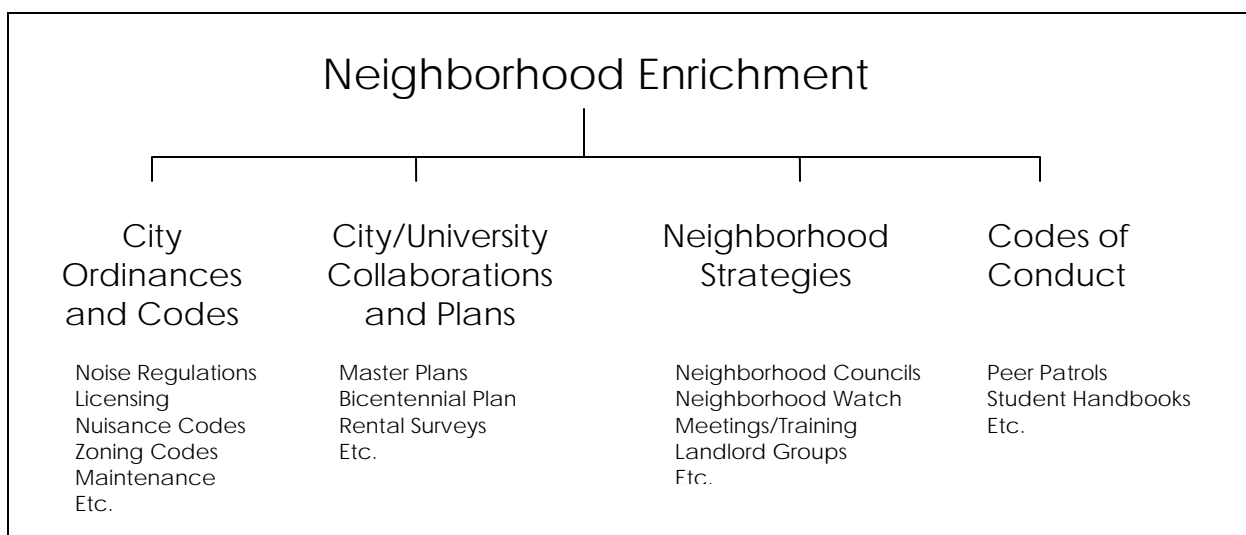 Neighborhood Enrichment
City
Ordinances
and Codes
Noise Regulations
Licensing
Nuisance Codes
Zoning Codes
Maintenance
Etc.
City/University
Collaborations
and Plans
Master Plans
Bicentennial Plan
Rental Surveys
Etc.
Neighborhood
Strategies
Neighborhood Councils
Neighborhood Watch
Meetings/Training
Landlord Groups
Etc.
Codes of
Conduct
Peer Patrols
Student Handbooks
Etc.